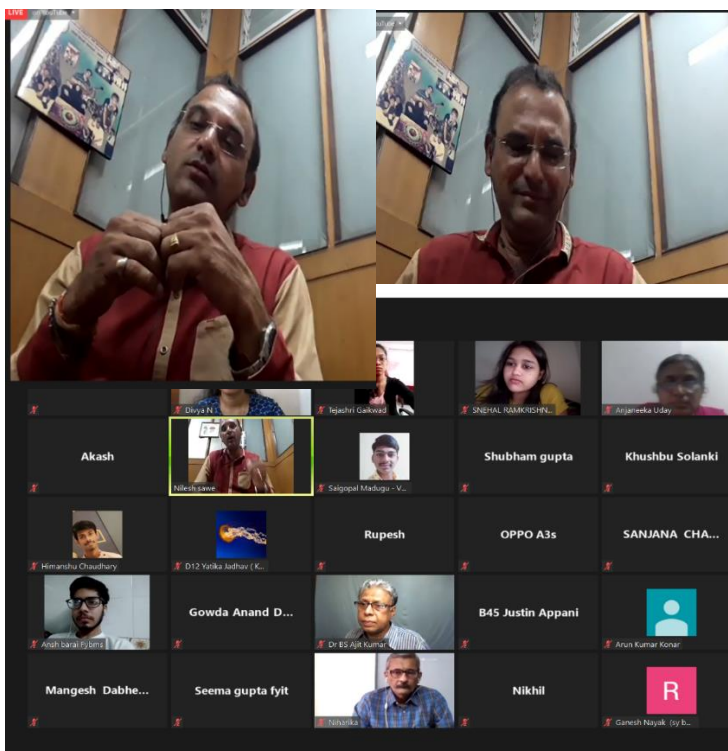 LIVE
Divya N I
Tejashri Gaikwad
SNEHAL RAMKRISHN...
Anjaneeka Uday
Akash
Nilesh sawe
Saigopal Madugu - V...
Shubham gupta
Khushbu Solanki
Himanshu Chaudhary
D12 Yatika Jadhav ( K...
Rupesh
OPPO A3s
SANJANA CHA...
Ansh barai Fybms
Gowda Anand D...
Dr BS Ajit Kumar
B45 Justin Appani
Arun Kumar Konar
Mangesh Dabhe...
Seema gupta fyit
Niharika
Nikhil
R
Ganesh Nayak (sy b...